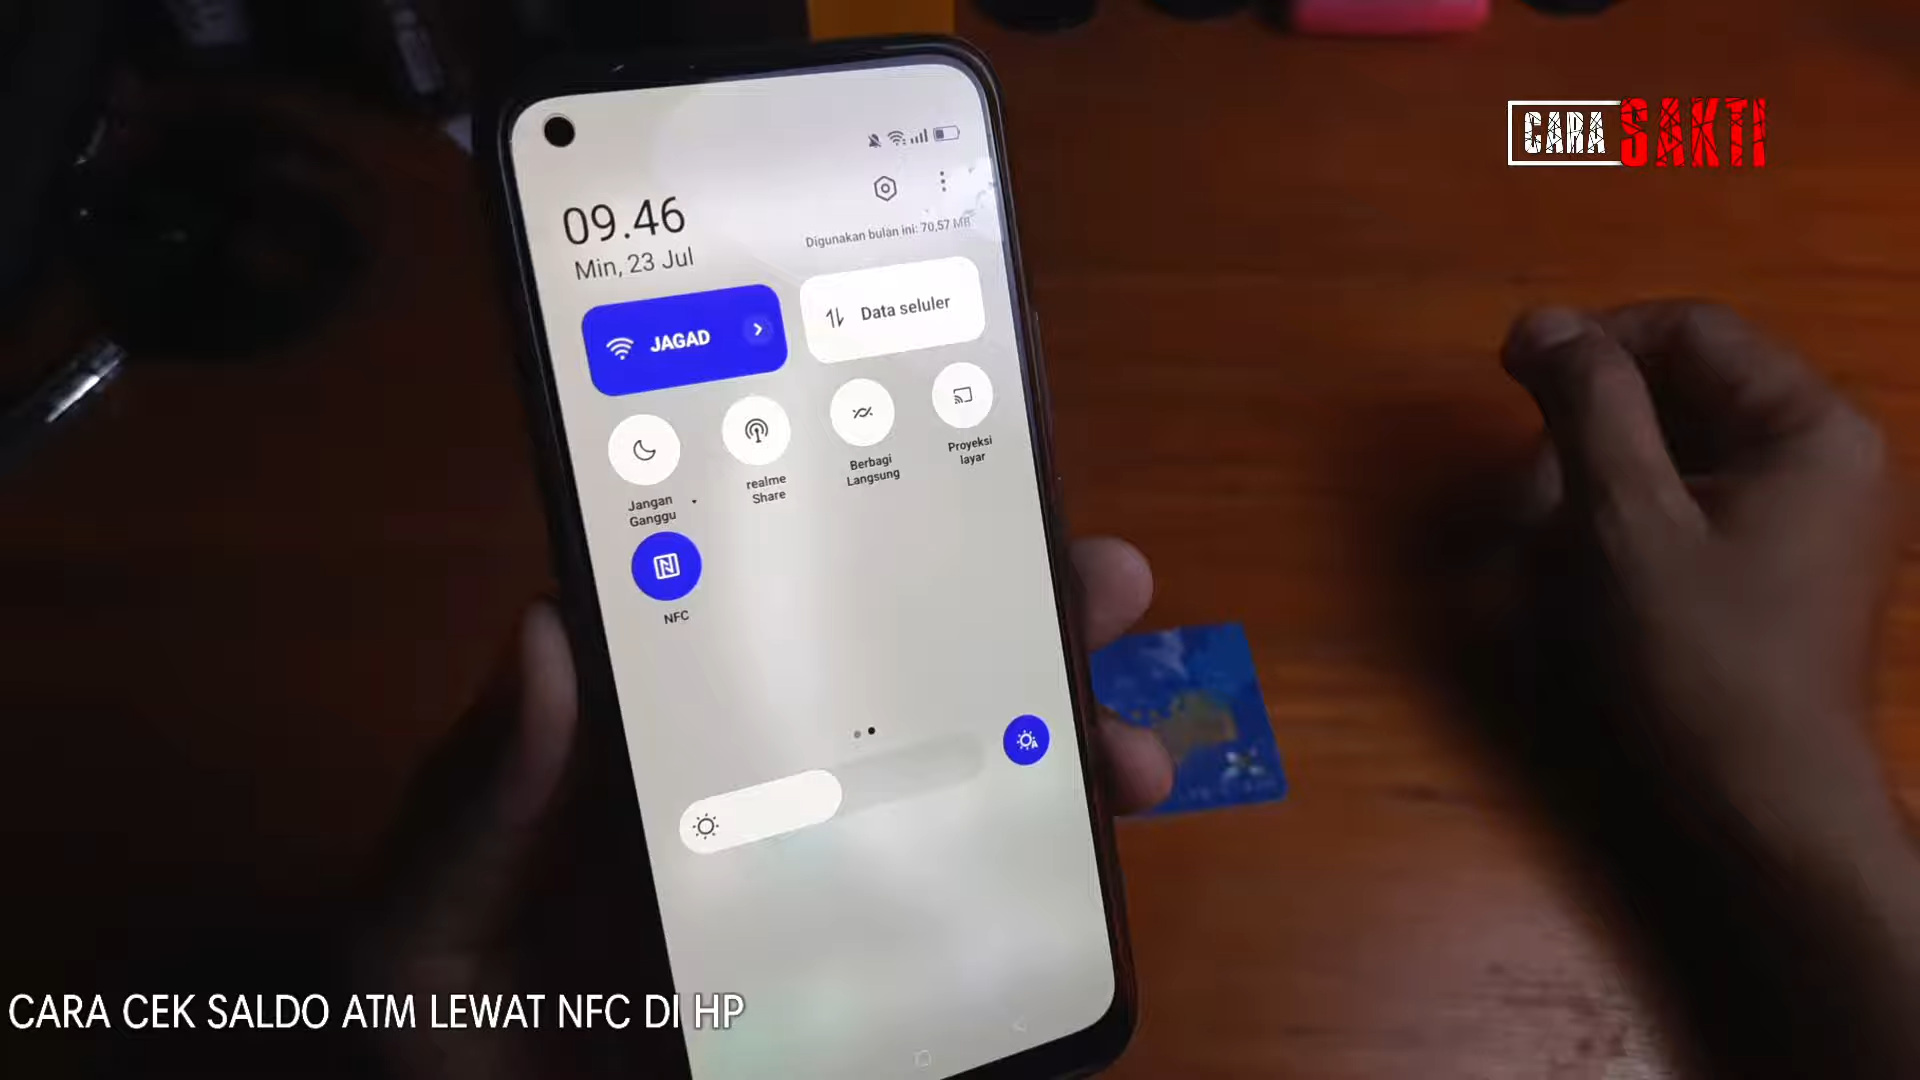 CARA SAKTI
09.46
Min, 23 Jul
Digunakan bulan ini: 70,57 MB
JAGAD
Data seluler
Jangan
Ganggu
realme
Share
Berbagi
Langsung
Proyeksi
layar
NFC
CARA CEK SALDO ATM LEWAT NFC DI HP